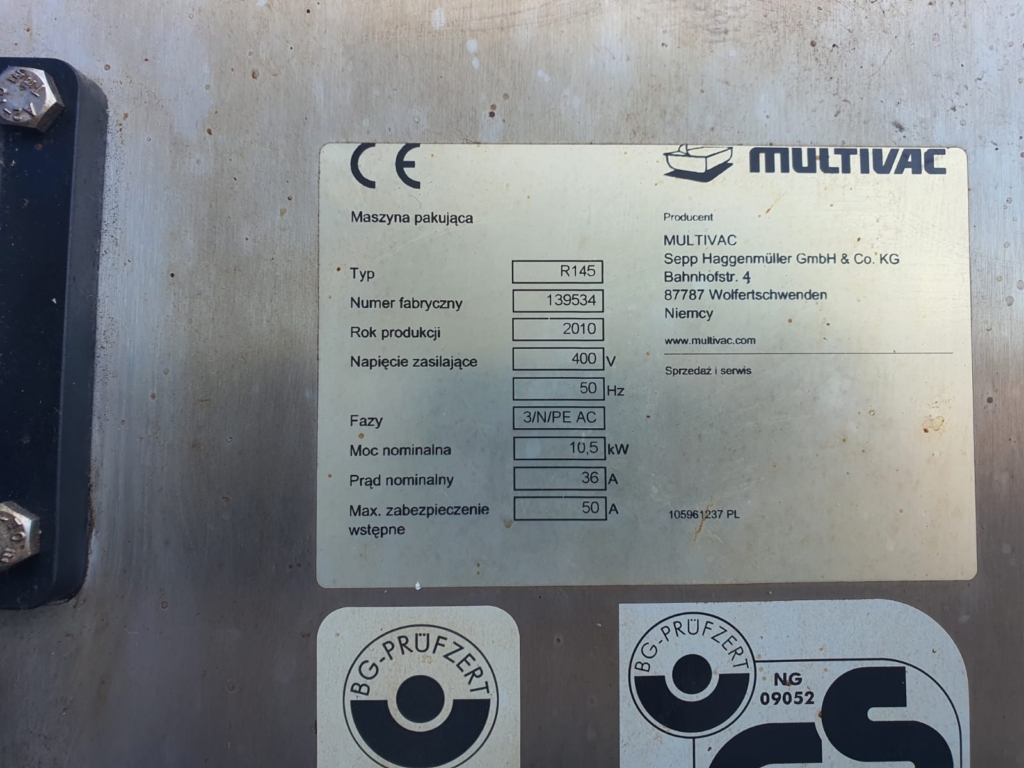 CE
MULTIVAC
Maszyna pakująca
Typ R145
Numer fabryczny 139534
Rok produkcji 2010
Napięcie zasilające 400 V
50 Hz
Fazy 3/N/PE AC
Moc nominalna 10,5 kW
Prąd nominalny 36 A
Max. zabezpieczenie 50 A
wstępne
Producent
MULTIVAC
Sepp Haggenmüller GmbH & Co. KG
Bahnhofstr. 4
87787 Wolfertschwenden
Niemcy
www.multivac.com
Sprzedaż i serwis
105961237 PL
BG-PRÜFZERT
BG-PRÜFZERT
NG
09052
GS